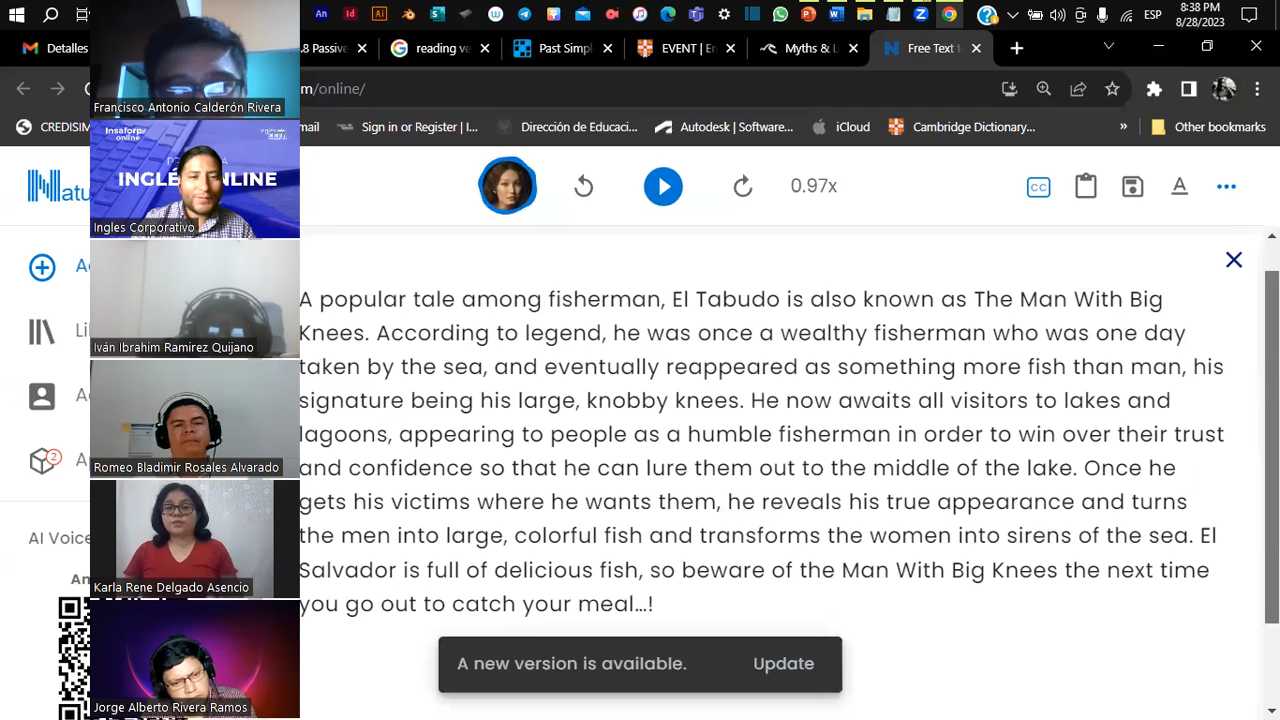 8:38 PM
ESP
8/28/2023
Detalles
8 Passive
reading ve
Past Simpl
EVENT | En
Myths & L
Free Text
m/online/
CREDISIM
mail
Sign in or Register | I...
Direccion de Educaci...
Autodesk | Software...
iCloud
Cambridge Dictionary...
»
Other bookmarks
Natu
0.97x
CC
A
A popular tale among fisherman, El Tabudo is also known as The Man With Big
Knees. According to legend, he was once a wealthy fisherman who was one day
taken by the sea, and eventually reappeared as something more fish than man, his
signature being his large, knobby knees. He now awaits all visitors to lakes and
lagoons, appearing to people as a humble fisherman in order to win over their trust
and confidence so that he can lure them out to the middle of the lake. Once he
gets his victims where he wants them, he reveals his true appearance and turns
the men into large, colorful fish and transforms the women into sirens of the sea. El
Salvador is full of delicious fish, so beware of the Man With Big Knees the next time
you go out to catch your meal…!
A new version is available. Update
2
AI Voice
Francisco Antonio Calderón Rivera
Insaforp
online
INGLÉS ONLINE
Ingles Corporativo
Iván Ibrahim Ramirez Quijano
Romeo Bladimir Rosales Alvarado
Karla Rene Delgado Asencio
Jorge Alberto Rivera Ramos